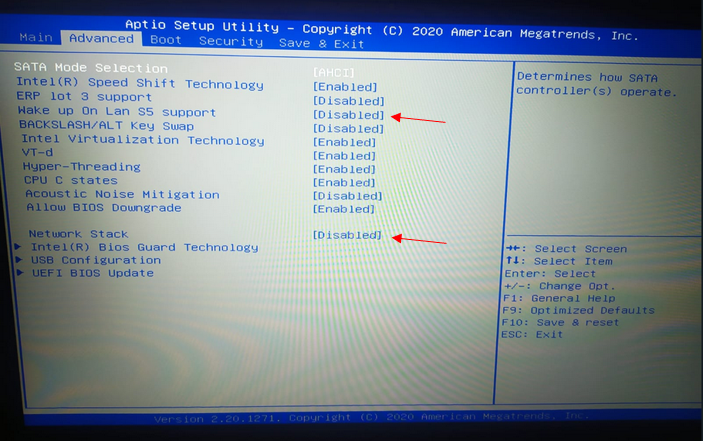 Aptio Setup Utility – Copyright (C) 2020 American Megatrends, Inc.
Main Advanced Boot Security Save & Exit
SATA Mode Selection [AHCI]
Intel(R) Speed Shift Technology [Enabled]
ERP lot 3 support [Disabled]
Wake up On Lan S5 support [Disabled]
BACKSLASH/ALT Key Swap [Disabled]
Intel Virtualization Technology [Enabled]
VT-d [Enabled]
Hyper-Threading [Enabled]
CPU C states [Enabled]
Acoustic Noise Mitigation [Disabled]
Allow BIOS Downgrade [Enabled]
Network Stack [Disabled]
► Intel(R) Bios Guard Technology
► USB Configuration
► UEFI BIOS Update
Determines how SATA
controller(s) operate.
→←: Select Screen
↑↓: Select Item
Enter: Select
+/-: Change Opt.
F1: General Help
F9: Optimized Defaults
F10: Save & reset
ESC: Exit
Version 2.20.1271. Copyright (C) 2020 American Megatrends, Inc.